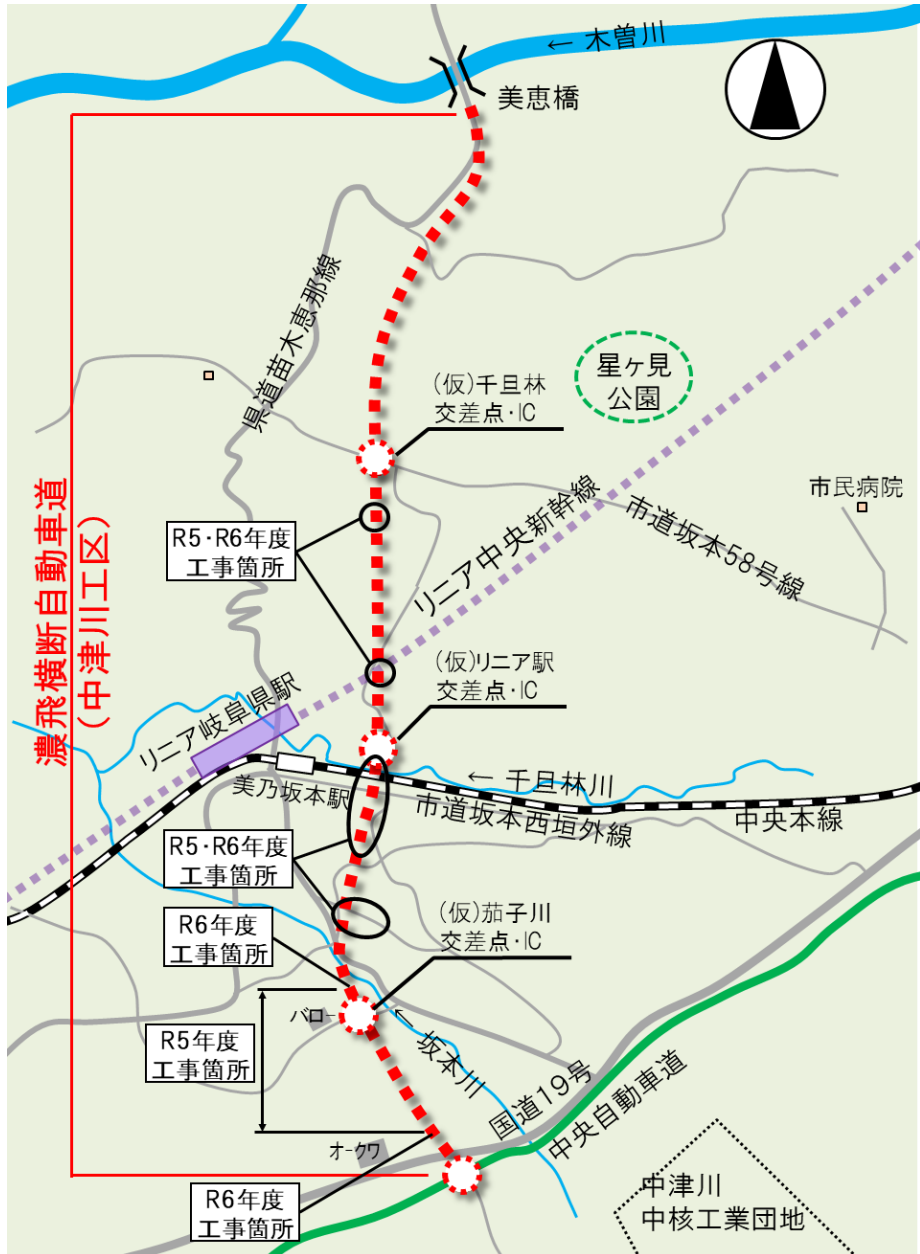 ← 木曽川
美恵橋
県道苗木恵那線
星ヶ見
公園
(仮)千旦林
交差点・IC
市民病院
市道坂本58号線
リニア中央新幹線
R5・R6年度
工事箇所
濃飛横断自動車道
(中津川工区)
(仮)リニア駅
交差点・IC
リニア岐阜県駅
← 千旦林川
美乃坂本駅
市道坂本西垣外線
中央本線
R5・R6年度
工事箇所
R6年度
工事箇所
(仮)茄子川
交差点・IC
バロー
← 坂本川
R5年度
工事箇所
国道19号
中央自動車道
オークワ
R6年度
工事箇所
中津川
中核工業団地